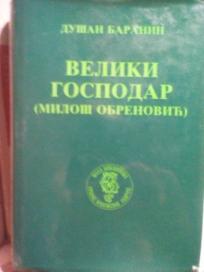 ДУШАН БАРАНИН
ВЕЛИКИ
ГОСПОДАР
(МИЛОШ ОБРЕНОВИЋ)